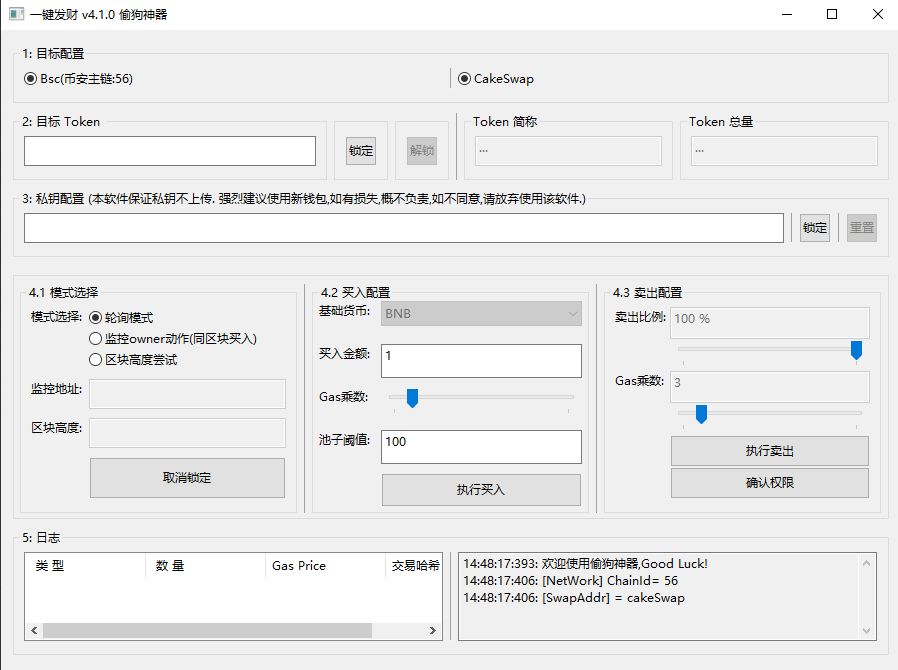 一键发财 v4.1.0 偷狗神器
1: 目标配置
Bsc(币安主链:56)
CakeSwap
2: 目标 Token
锁定
解锁
Token 简称
...
Token 总量
...
3: 私钥配置 (本软件保证私钥不上传. 强烈建议使用新钱包,如有损失,概不负责,如不同意,请放弃使用该软件.)
锁定
重置
4.1 模式选择
模式选择:
轮询模式
监控owner动作(同区块买入)
区块高度尝试
监控地址:
区块高度:
取消锁定
4.2 买入配置
基础货币:
BNB
买入金额:
1
Gas乘数:
池子阈值:
100
执行买入
4.3 卖出配置
卖出比例:
100 %
Gas乘数:
3
执行卖出
确认权限
5: 日志
类 型
数 量
Gas Price
交易哈希
14:48:17:393: 欢迎使用偷狗神器,Good Luck!
14:48:17:406: [NetWork] ChainId= 56
14:48:17:406: [SwapAddr] = cakeSwap